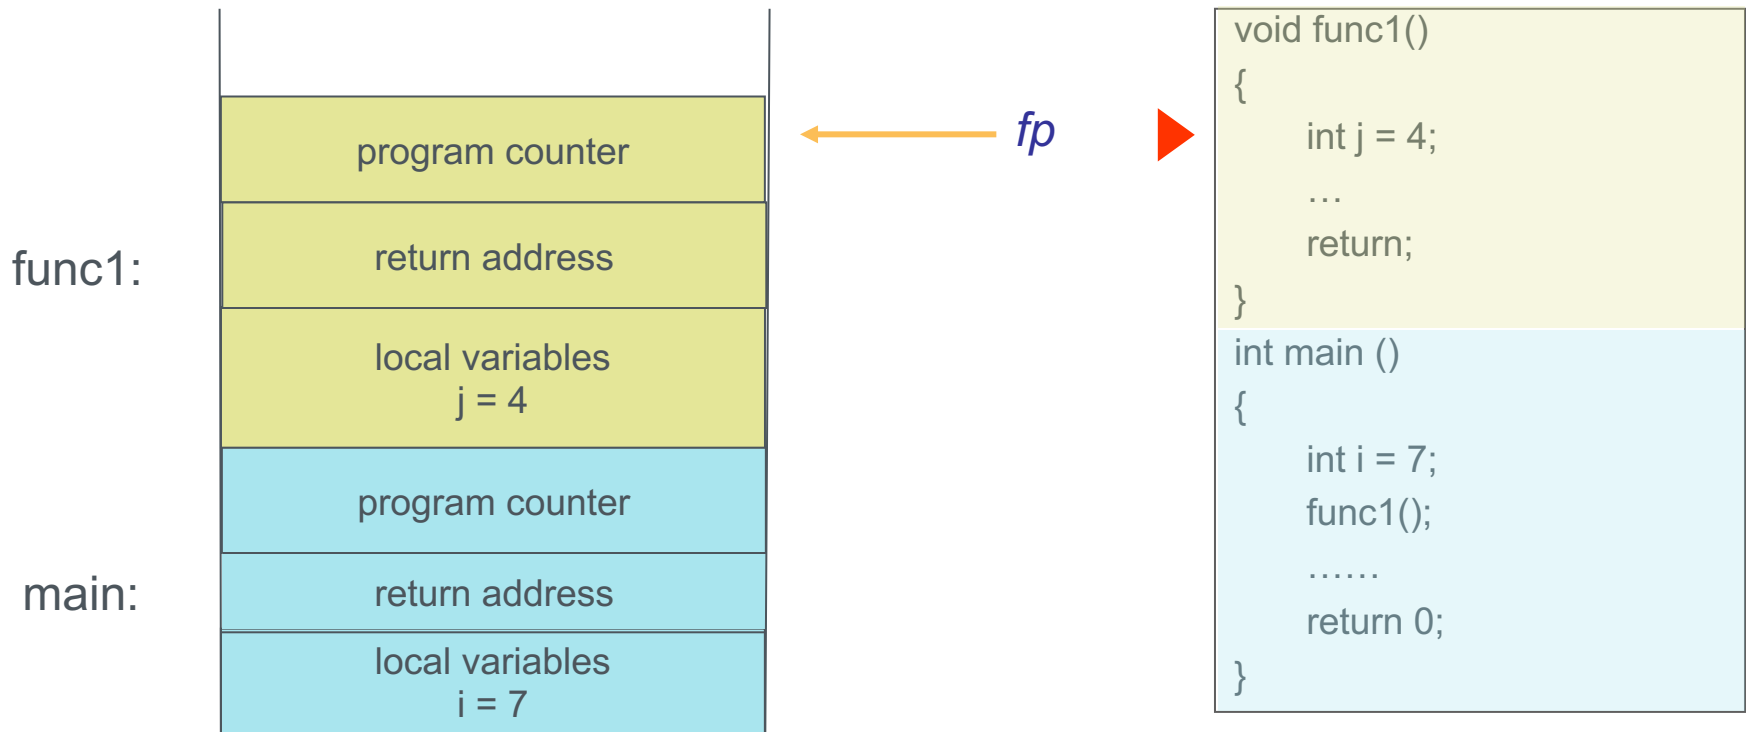 func1:
main:
program counter
return address
local variables
j = 4
program counter
return address
local variables
i = 7
fp
void func1()
{
int j = 4;
…
return;
}
int main ()
{
int i = 7;
func1();
……
return 0;
}